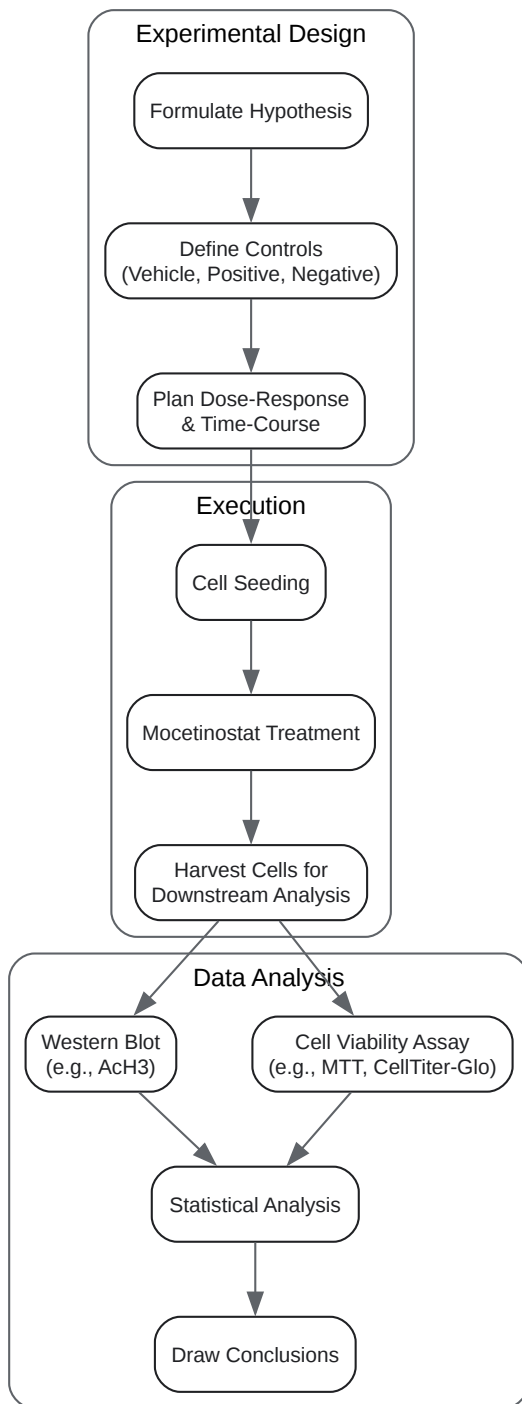 Experimental Design
Formulate Hypothesis
Define Controls
(Vehicle, Positive, Negative)
Plan Dose-Response
& Time-Course
Execution
Cell Seeding
Mocetinostat Treatment
Harvest Cells for
Downstream Analysis
Data Analysis
Western Blot
(e.g., AcH3)
Cell Viability Assay
(e.g., MTT, CellTiter-Glo)
Statistical Analysis
Draw Conclusions